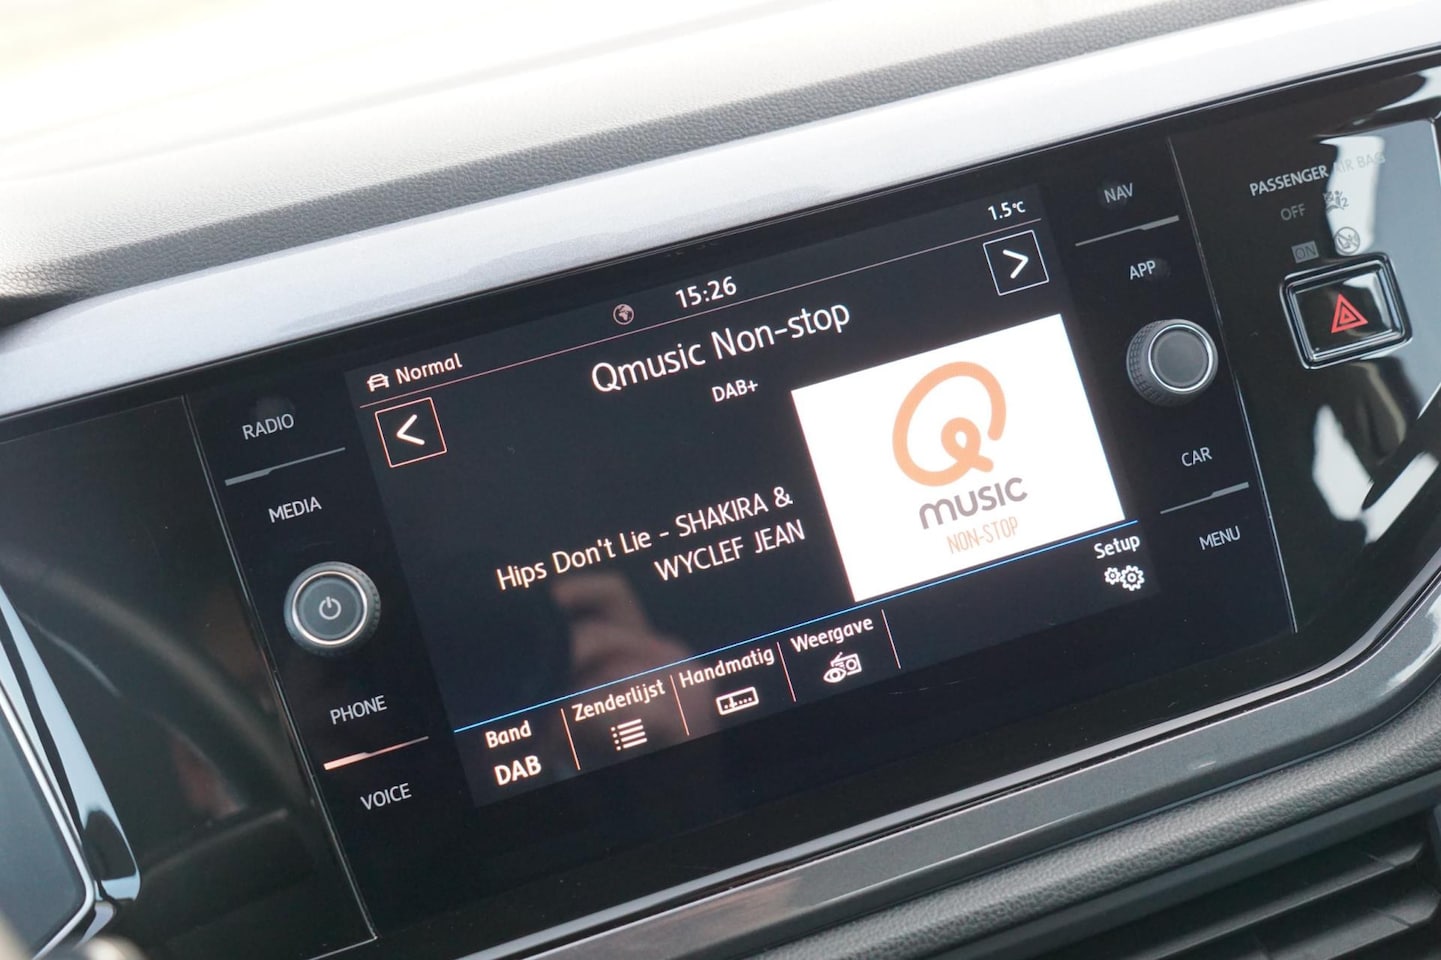 RADIO
MEDIA
PHONE
VOICE
Normal
15:26
1.5°C
Qmusic Non-stop
DAB+
Hips Don't Lie - SHAKIRA &
WYCLEF JEAN
Q
music
NON-STOP
Band
DAB
Zenderlijst
Handmatig
Weergave
Setup
NAV
APP
CAR
MENU
PASSENGER AIR BAG
OFF
ON